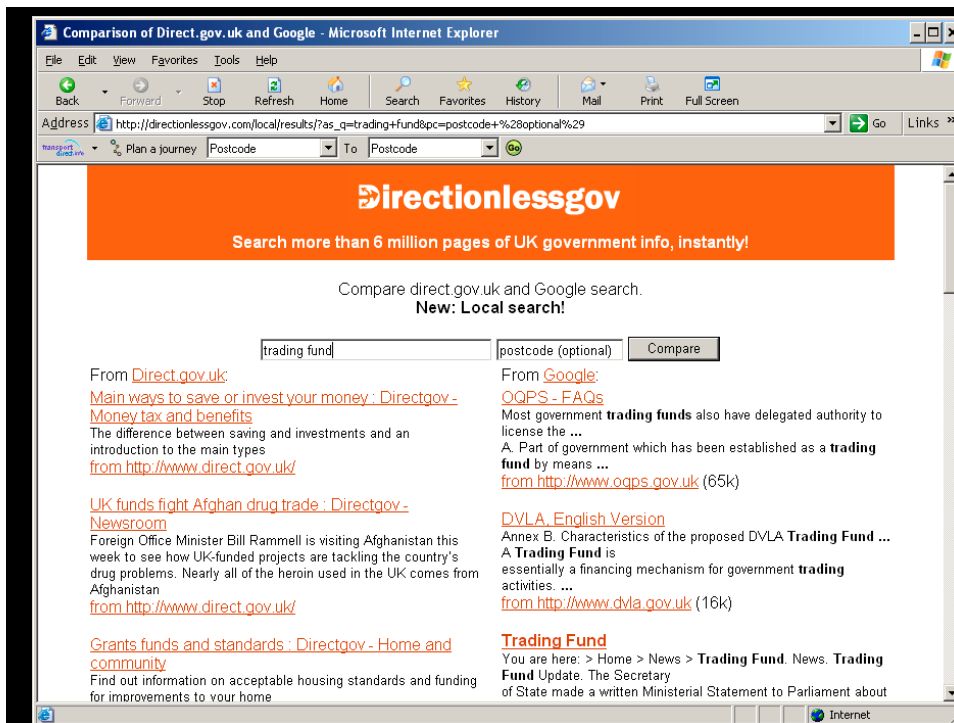 Comparison of Direct.gov.uk and Google - Microsoft Internet Explorer
File Edit View Favorites Tools Help
Back Forward Stop Refresh Home Search Favorites History Mail Print Full Screen
Address http://directionlessgov.com/local/results/?as_q=trading+fund&pc=postcode+%28optional%29 Go Links »
transport direct.info Plan a journey Postcode To Postcode Go
Directionlessgov
Search more than 6 million pages of UK government info, instantly!
Compare direct.gov.uk and Google search.
New: Local search!
trading fund postcode (optional) Compare
From Direct.gov.uk:
Main ways to save or invest your money : Directgov -
Money tax and benefits
The difference between saving and investments and an
introduction to the main types
from http://www.direct.gov.uk/
UK funds fight Afghan drug trade : Directgov -
Newsroom
Foreign Office Minister Bill Rammell is visiting Afghanistan this
week to see how UK-funded projects are tackling the country's
drug problems. Nearly all of the heroin used in the UK comes from
Afghanistan
from http://www.direct.gov.uk/
Grants funds and standards : Directgov - Home and
community
Find out information on acceptable housing standards and funding
for improvements to your home
From Google:
OQPS - FAQs
Most government trading funds also have delegated authority to
license the ...
A. Part of government which has been established as a trading
fund by means ...
from http://www.oqps.gov.uk (65k)
DVLA, English Version
Annex B. Characteristics of the proposed DVLA Trading Fund ...
A Trading Fund is
essentially a financing mechanism for government trading
activities. ...
from http://www.dvla.gov.uk (16k)
Trading Fund
You are here: > Home > News > Trading Fund. News. Trading
Fund Update. The Secretary
of State made a written Ministerial Statement to Parliament about
Internet